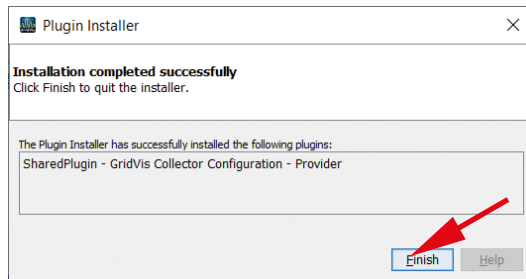 Plugin Installer
Installation completed successfully
Click Finish to quit the installer.
The Plugin Installer has successfully installed the following plugins:
SharedPlugin - GridVis Collector Configuration - Provider
Finish Help